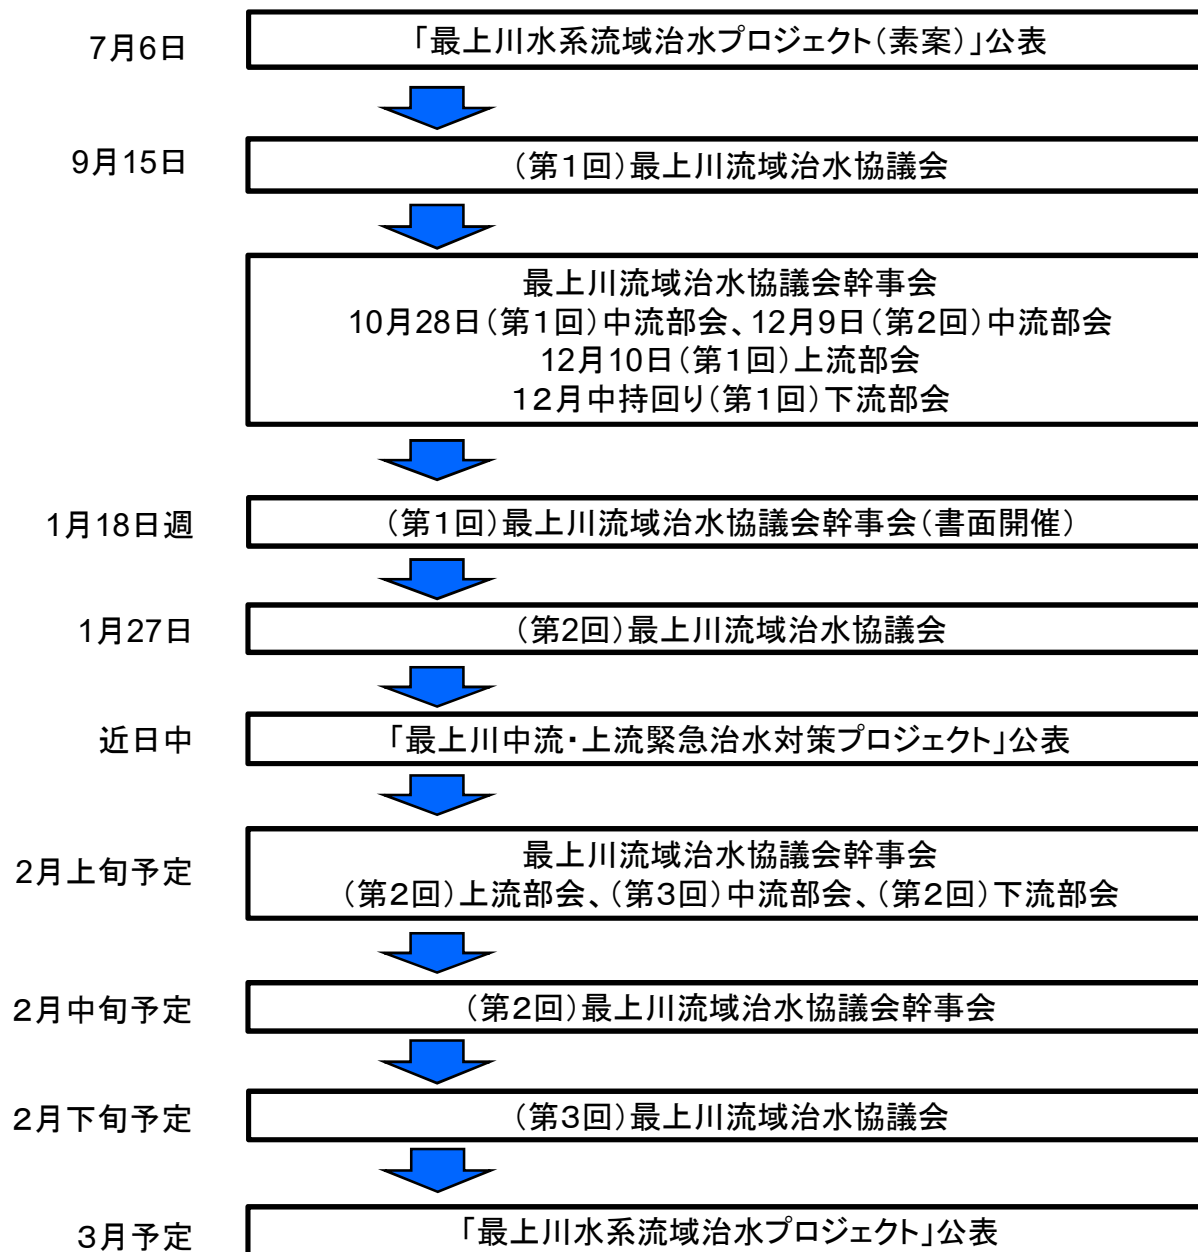 7月6日
「最上川水系流域治水プロジェクト（素案）」公表
9月15日
（第１回）最上川流域治水協議会
最上川流域治水協議会幹事会
10月28日（第１回）中流部会、12月9日（第２回）中流部会
12月10日（第１回）上流部会
１２月中持回り（第１回）下流部会
1月18日週
（第１回）最上川流域治水協議会幹事会（書面開催）
1月27日
（第2回）最上川流域治水協議会
近日中
「最上川中流・上流緊急治水対策プロジェクト」公表
2月上旬予定
最上川流域治水協議会幹事会
（第２回）上流部会、（第３回）中流部会、（第２回）下流部会
２月中旬予定
（第２回）最上川流域治水協議会幹事会
２月下旬予定
（第３回）最上川流域治水協議会
３月予定
「最上川水系流域治水プロジェクト」公表